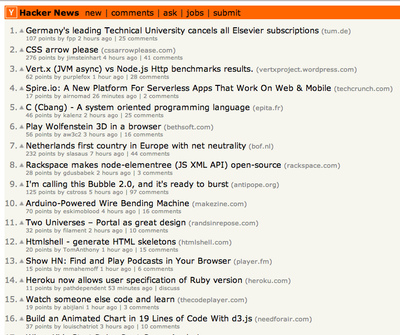 Y Hacker News new | comments | ask | jobs | submit
1. Germany's leading Technical University cancels all Elsevier subscriptions (tum.de)
107 points by fpp 2 hours ago | 25 comments
2. CSS arrow please (cssarrowplease.com)
276 points by jmsteinhart 4 hours ago | 41 comments
3. Vert.x (JVM async) vs Node.js Http benchmarks results. (vertxproject.wordpress.com)
62 points by purplefox 1 hour ago | 28 comments
4. Spire.io: A New Platform For Serverless Apps That Work On Web & Mobile (techcrunch.com)
17 points by airnomad 26 minutes ago | 2 comments
5. C (Cbang) - A system oriented programming language (epita.fr)
46 points by kalenz 2 hours ago | 25 comments
6. Play Wolfenstein 3D in a browser (bethsoft.com)
56 points by aw3c2 3 hours ago | 16 comments
7. Netherlands first country in Europe with net neutrality (bof.nl)
232 points by slasaus 7 hours ago | 44 comments
8. Rackspace makes node-elementree (JS XML API) open-source (rackspace.com)
28 points by gdusbabek 2 hours ago | 3 comments
9. I'm calling this Bubble 2.0, and it's ready to burst (antipope.org)
125 points by cstross 5 hours ago | 97 comments
10. Arduino-Powered Wire Bending Machine (makezine.com)
70 points by eskimoblood 4 hours ago | 16 comments
11. Two Universes – Portal as great design (randsinrepose.com)
32 points by filament 2 hours ago | 10 comments
12. Htmlshell - generate HTML skeletons (htmlshell.com)
20 points by TomAnthony 1 hour ago | 15 comments
13. Show HN: Find and Play Podcasts in Your Browser (player.fm)
15 points by mmahemoff 1 hour ago | 6 comments
14. Heroku now allows user specification of Ruby version (heroku.com)
11 points by pathdependent 53 minutes ago | discuss
15. Watch someone else code and learn (thecodeplayer.com)
19 points by 1 hour ago | 3 comments
16. Build an Animated Chart in 19 Lines of Code With d3.js (needforair.com)
37 points by louischatriot 3 hours ago | 10 comments